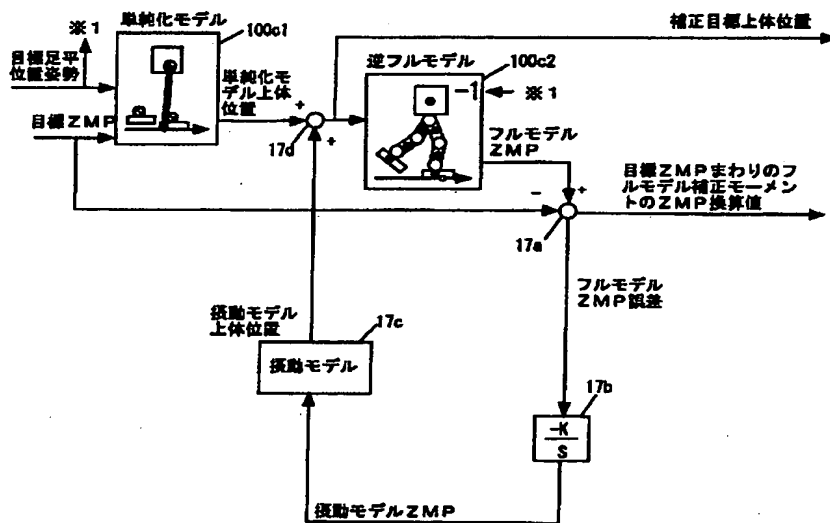 単純化モデル
100c1
補正目標上体位置
※1
目標足平
位置姿勢
目標ZMP
単純化モ
デル上体
位置
+
+
17d
逆フルモデル
100c2
-1
※1
フルモデル
ZMP
-
+
17a
目標ZMPまわりのフ
ルモデル補正モーメン
トのZMP換算値
フルモデル
ZMP誤差
摂動モデル
上体位置
17c
摂動モデル
17b
-K
S
摂動モデルZMP